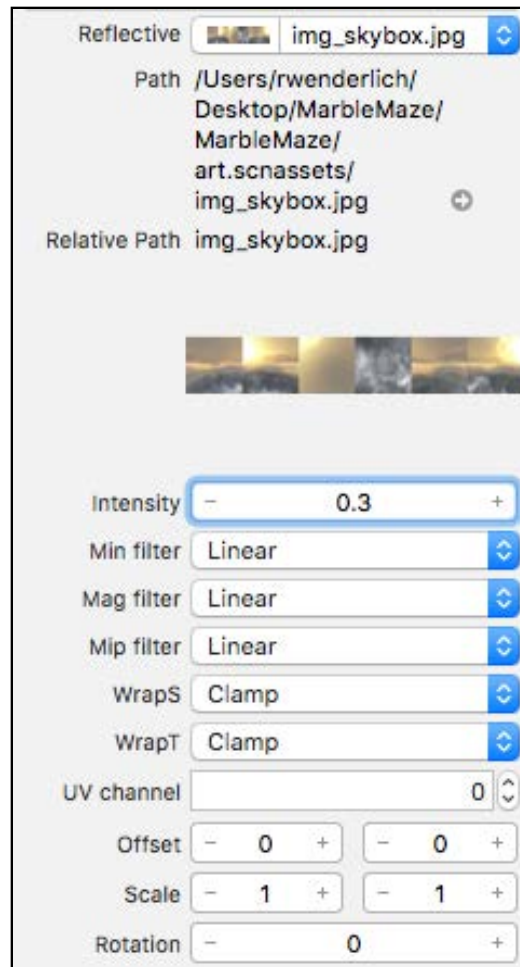 Reflective img_skybox.jpg
Path /Users/rwenderlich/
Desktop/MarbleMaze/
MarbleMaze/
art.scnassets/
img_skybox.jpg
Relative Path img_skybox.jpg
Intensity - 0.3 +
Min filter Linear
Mag filter Linear
Mip filter Linear
WrapS Clamp
WrapT Clamp
UV channel 0
Offset - 0 + - 0 +
Scale - 1 + - 1 +
Rotation - 0 +